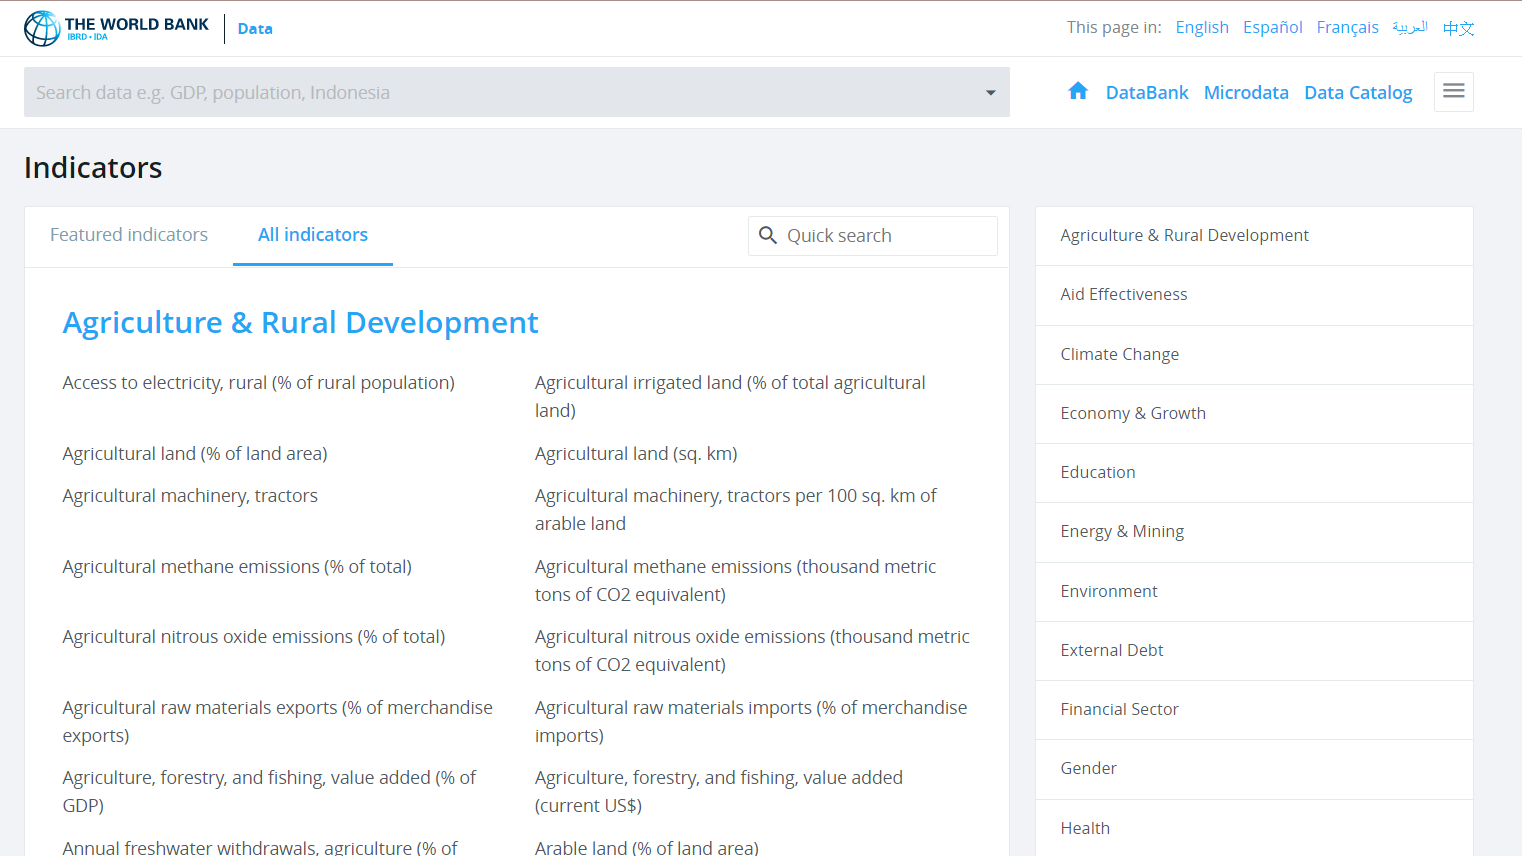 THE WORLD BANK
IBRD • IDA
Data
This page in: English Español Français العربية 中文
Search data e.g. GDP, population, Indonesia
DataBank Microdata Data Catalog
Indicators
Featured indicators
All indicators
Quick search
Agriculture & Rural Development
Access to electricity, rural (% of rural population)
Agricultural irrigated land (% of total agricultural
land)
Agricultural land (% of land area)
Agricultural land (sq. km)
Agricultural machinery, tractors
Agricultural machinery, tractors per 100 sq. km of
arable land
Agricultural methane emissions (% of total)
Agricultural methane emissions (thousand metric
tons of CO2 equivalent)
Agricultural nitrous oxide emissions (% of total)
Agricultural nitrous oxide emissions (thousand metric
tons of CO2 equivalent)
Agricultural raw materials exports (% of merchandise
exports)
Agricultural raw materials imports (% of merchandise
imports)
Agriculture, forestry, and fishing, value added (% of
GDP)
Agriculture, forestry, and fishing, value added
(current US$)
Annual freshwater withdrawals, agriculture (% of
Arable land (% of land area)
Agriculture & Rural Development
Aid Effectiveness
Climate Change
Economy & Growth
Education
Energy & Mining
Environment
External Debt
Financial Sector
Gender
Health